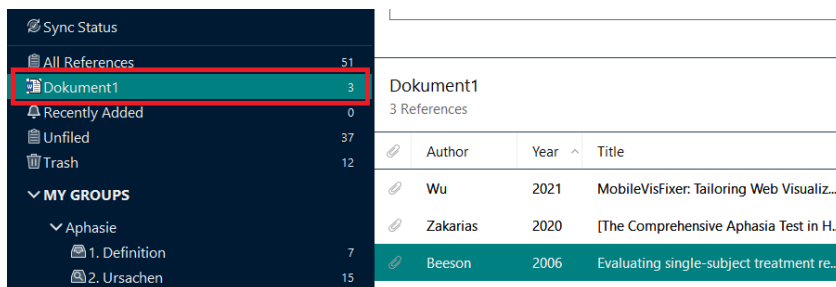 Sync Status
All References 51
Dokument1 3
Recently Added 0
Unfiled 37
Trash 12
MY GROUPS
Aphasie
1. Definition 7
2. Ursachen 15
Dokument1
3 References
Author Year Title
Wu 2021 MobileVisFixer: Tailoring Web Visualiz...
Zakarias 2020 [The Comprehensive Aphasia Test in H...
Beeson 2006 Evaluating single-subject treatment re...